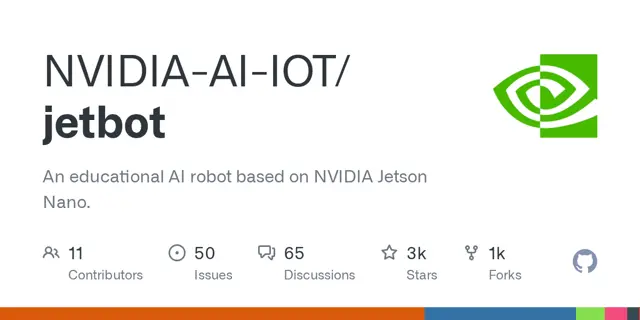 NVIDIA-AI-IOT/
jetbot
An educational AI robot based on NVIDIA Jetson
Nano.
11
Contributors
50
Issues
65
Discussions
3k
Stars
1k
Forks